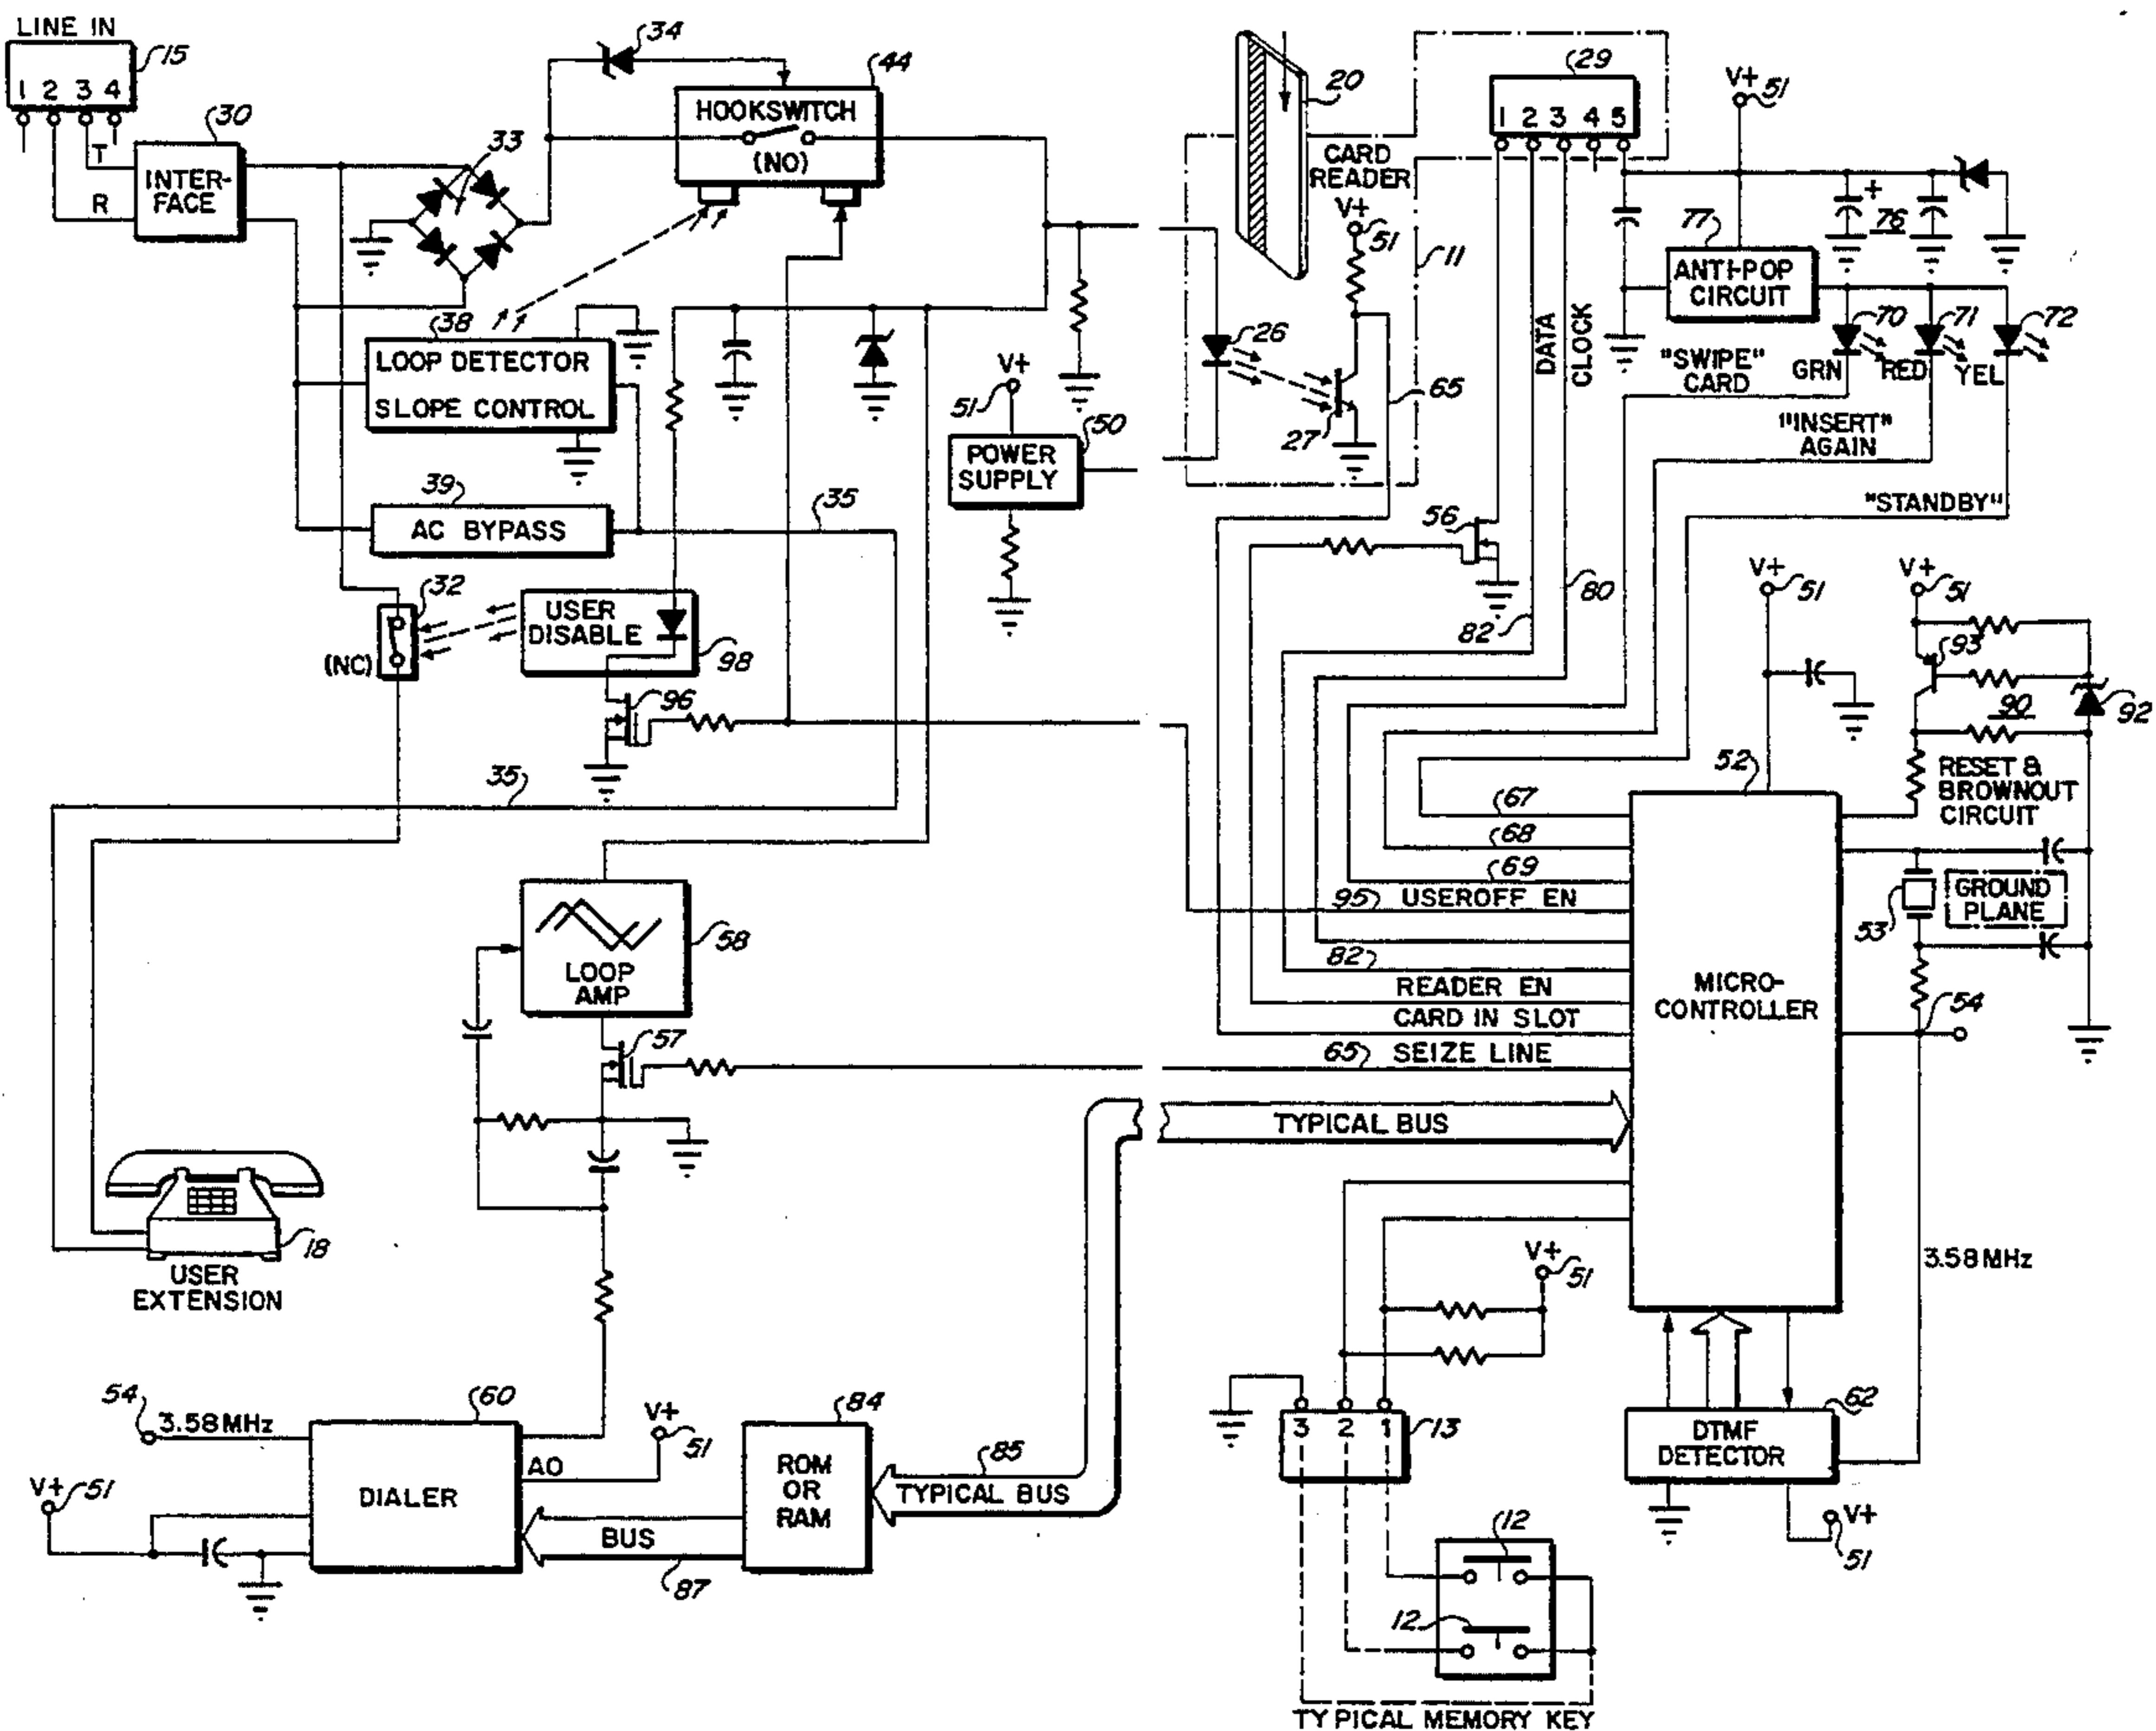 LINE IN
15
1 2 3 4
T
R
30
INTER-
FACE
33
34
44
HOOKSWITCH
(NO)
38
LOOP DETECTOR
SLOPE CONTROL
39
AC BYPASS
35
32
(NC)
USER
DISABLE
98
96
35
V+
51
50
POWER
SUPPLY
20
CARD
READER
V+
51
11
26
27
65
29
1 2 3 4 5
DATA
CLOCK
V+
51
77
76
+
ANTI-POP
CIRCUIT
70
71
72
GRN
RED
YEL
"SWIPE"
CARD
"INSERT"
AGAIN
"STANDBY"
56
82
80
V+
51
V+
51
93
90
92
RESET &
BROWNOUT
CIRCUIT
52
67
68
69
95
USEROFF EN
82
READER EN
CARD IN SLOT
65
SEIZE LINE
TYPICAL BUS
MICRO-
CONTROLLER
53
GROUND
PLANE
54
3.58 MHz
58
LOOP
AMP
57
18
USER
EXTENSION
54
3.58 MHz
60
V+
51
DIALER
AO
V+
51
84
ROM
OR
RAM
85
TYPICAL BUS
BUS
87
V+
51
3 2 1
13
62
DTMF
DETECTOR
V+
51
12
12
TYPICAL MEMORY KEY